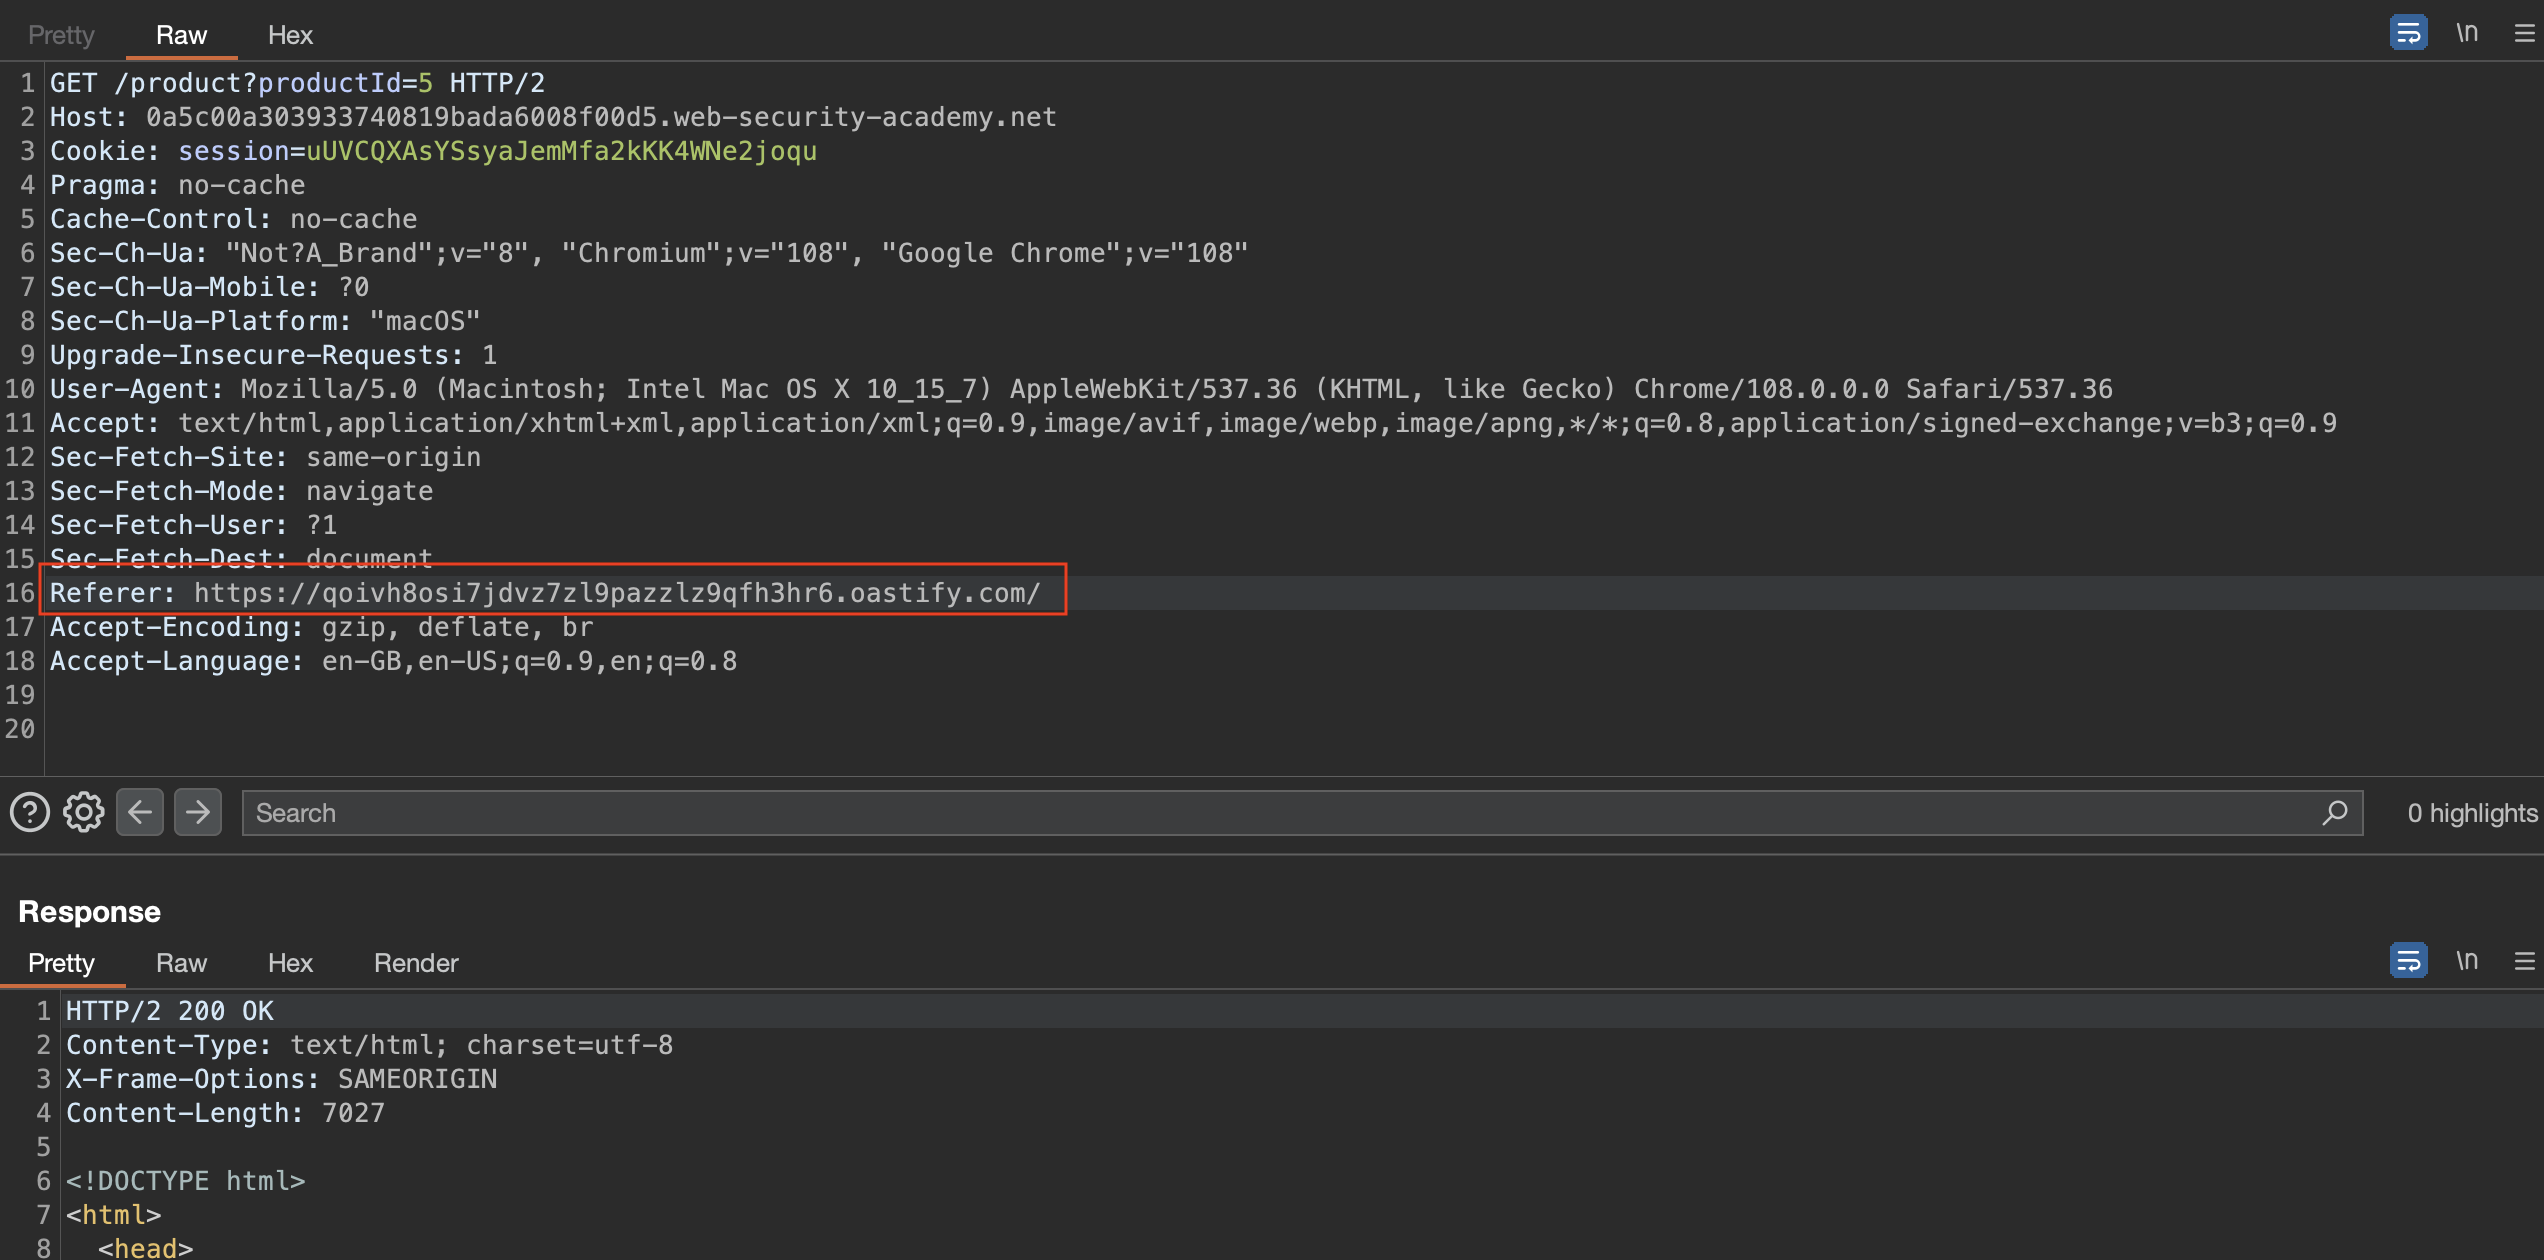 Pretty Raw Hex \n
1 GET /product?productId=5 HTTP/2
2 Host: 0a5c00a303933740819bada6008f00d5.web-security-academy.net
3 Cookie: session=uUVCQXAsYSsyaJemMfa2kKK4WNe2joqu
4 Pragma: no-cache
5 Cache-Control: no-cache
6 Sec-Ch-Ua: "Not?A_Brand";v="8", "Chromium";v="108", "Google Chrome";v="108"
7 Sec-Ch-Ua-Mobile: ?0
8 Sec-Ch-Ua-Platform: "macOS"
9 Upgrade-Insecure-Requests: 1
10 User-Agent: Mozilla/5.0 (Macintosh; Intel Mac OS X 10_15_7) AppleWebKit/537.36 (KHTML, like Gecko) Chrome/108.0.0.0 Safari/537.36
11 Accept: text/html,application/xhtml+xml,application/xml;q=0.9,image/avif,image/webp,image/apng,*/*;q=0.8,application/signed-exchange;v=b3;q=0.9
12 Sec-Fetch-Site: same-origin
13 Sec-Fetch-Mode: navigate
14 Sec-Fetch-User: ?1
15 Sec-Fetch-Dest: document
16 Referer: https://qoivh8osi7jdvz7zl9pazzlz9qfh3hr6.oastify.com/
17 Accept-Encoding: gzip, deflate, br
18 Accept-Language: en-GB,en-US;q=0.9,en;q=0.8
19
20
Search 0 highlights
Response
Pretty Raw Hex Render \n
1 HTTP/2 200 OK
2 Content-Type: text/html; charset=utf-8
3 X-Frame-Options: SAMEORIGIN
4 Content-Length: 7027
5
6 <!DOCTYPE html>
7 <html>
8 <head>